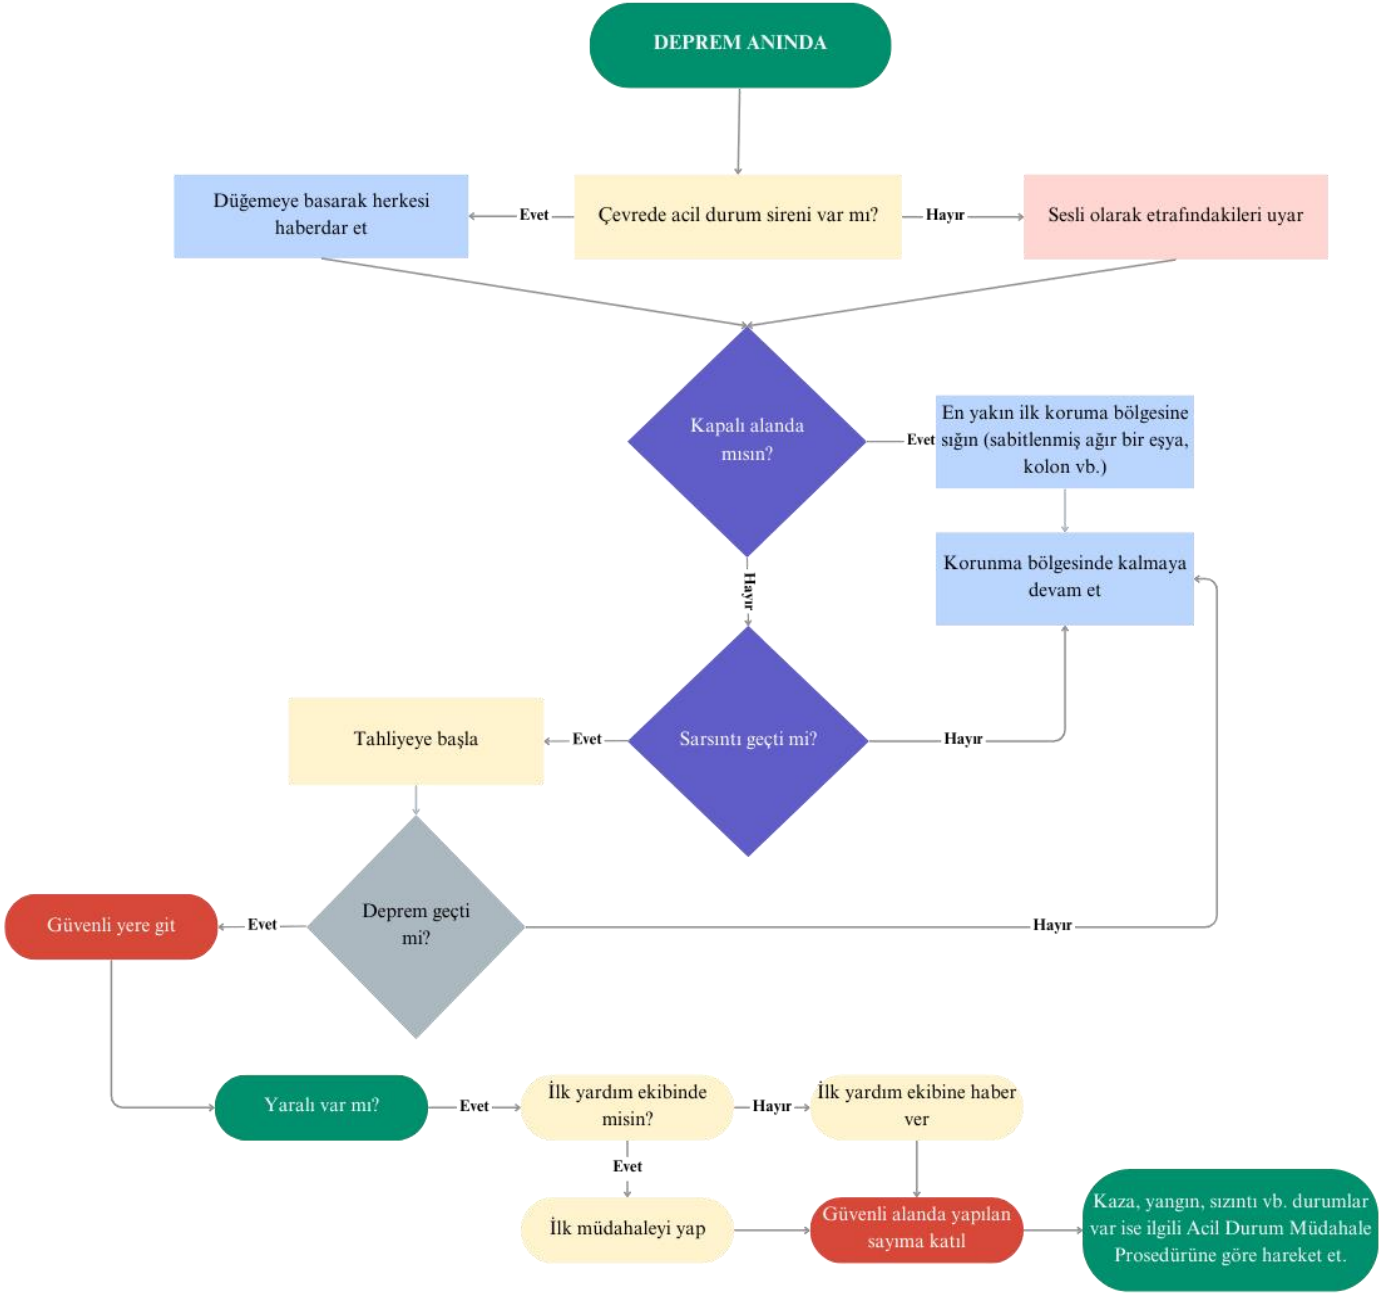 DEPREM ANINDA
Düğemeye basarak herkesi
haberdar et
Evet
Çevrede acil durum sireni var mı?
Hayır
Sesli olarak etrafındakileri uyar
Kapalı alanda
mısın?
Evet
En yakın ilk koruma bölgesine
sığın (sabitlenmiş ağır bir eşya,
kolon vb.)
Hayır
Korunma bölgesinde kalmaya
devam et
Tahliyeye başla
Evet
Sarsıntı geçti mi?
Hayır
Güvenli yere git
Evet
Deprem geçti
mi?
Hayır
Yaralı var mı?
Evet
İlk yardım ekibinde
misin?
Hayır
İlk yardım ekibine haber
ver
Evet
İlk müdahaleyi yap
Güvenli alanda yapılan
sayıma katıl
Kaza, yangın, sızıntı vb. durumlar
var ise ilgili Acil Durum Müdahale
Prosedürüne göre hareket et.